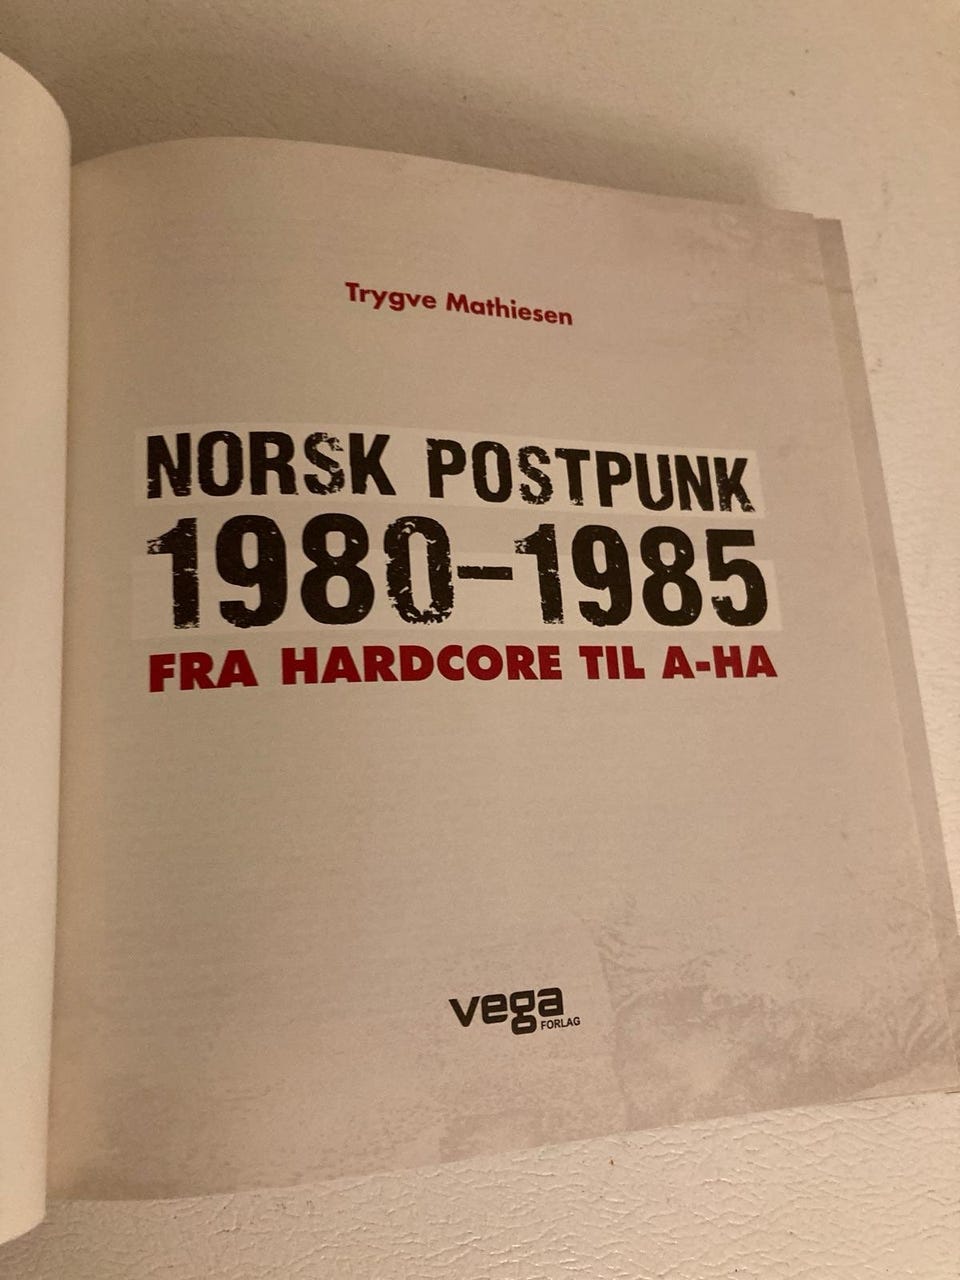 Trygve Mathiesen
NORSK POSTPUNK
1980–1985
FRA HARDCORE TIL A-HA
vega
FORLAG